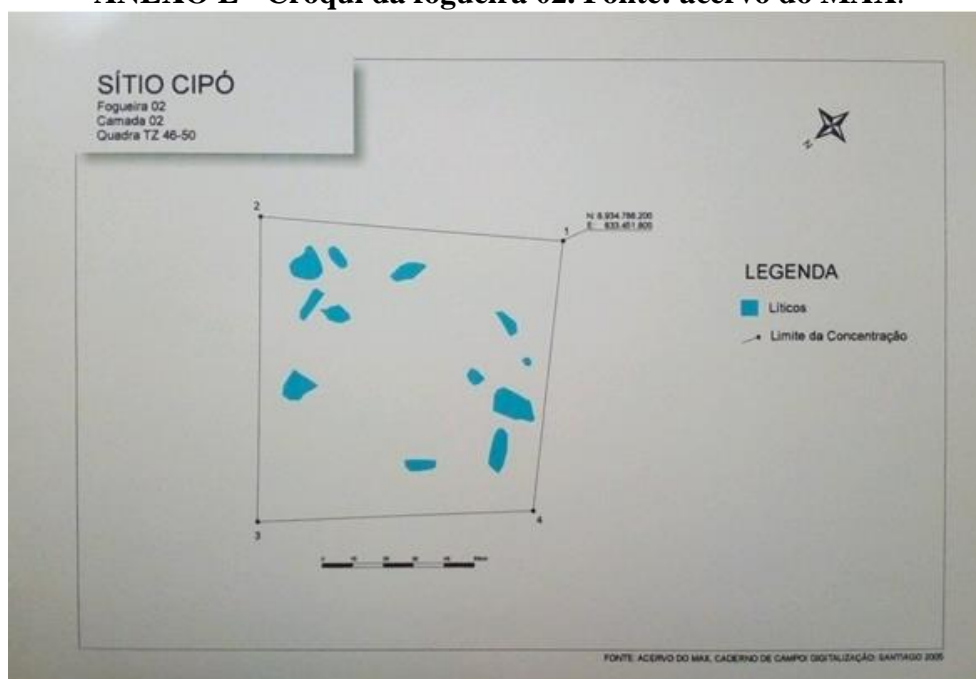 ANEXO E - Croqui da fogueira 02. Fonte: acervo do MAX.
SÍTIO CIPÓ
Fogueira 02
Camada 02
Quadra TZ 46-50
N
2
1
N: 8.934.788.200
E: 633.451.800
LEGENDA
Líticos
Limite da Concentração
3
4
0
FONTE: ACERVO DO MAX, CADERNO DE CAMPO/ DIGITALIZAÇÃO: SANTIAGO 2005